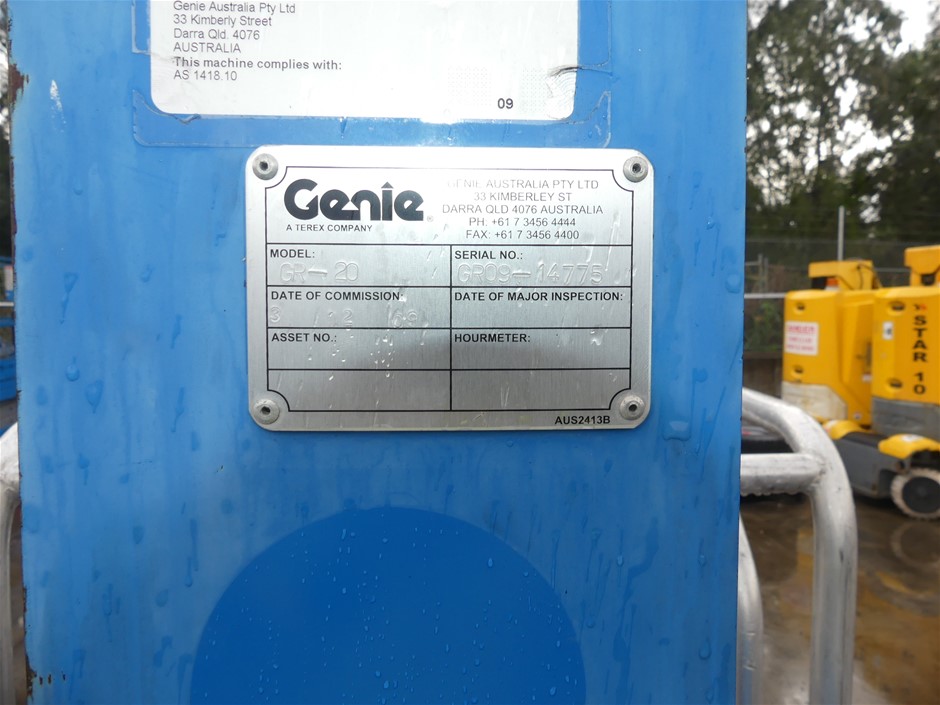 Genie Australia Pty Ltd
33 Kimberly Street
Darra Qld. 4076
AUSTRALIA
This machine complies with:
AS 1418.10
09
Genie®
A TEREX COMPANY
GENIE AUSTRALIA PTY LTD
33 KIMBERLEY ST
DARRA QLD 4076 AUSTRALIA
PH: +61 7 3456 4444
FAX: +61 7 3456 4400
MODEL:
GR-20
SERIAL NO.:
GR09-14775
DATE OF COMMISSION:
DATE OF MAJOR INSPECTION:
ASSET NO.:
HOURMETER:
AUS2413B
DANGER
STAR 10